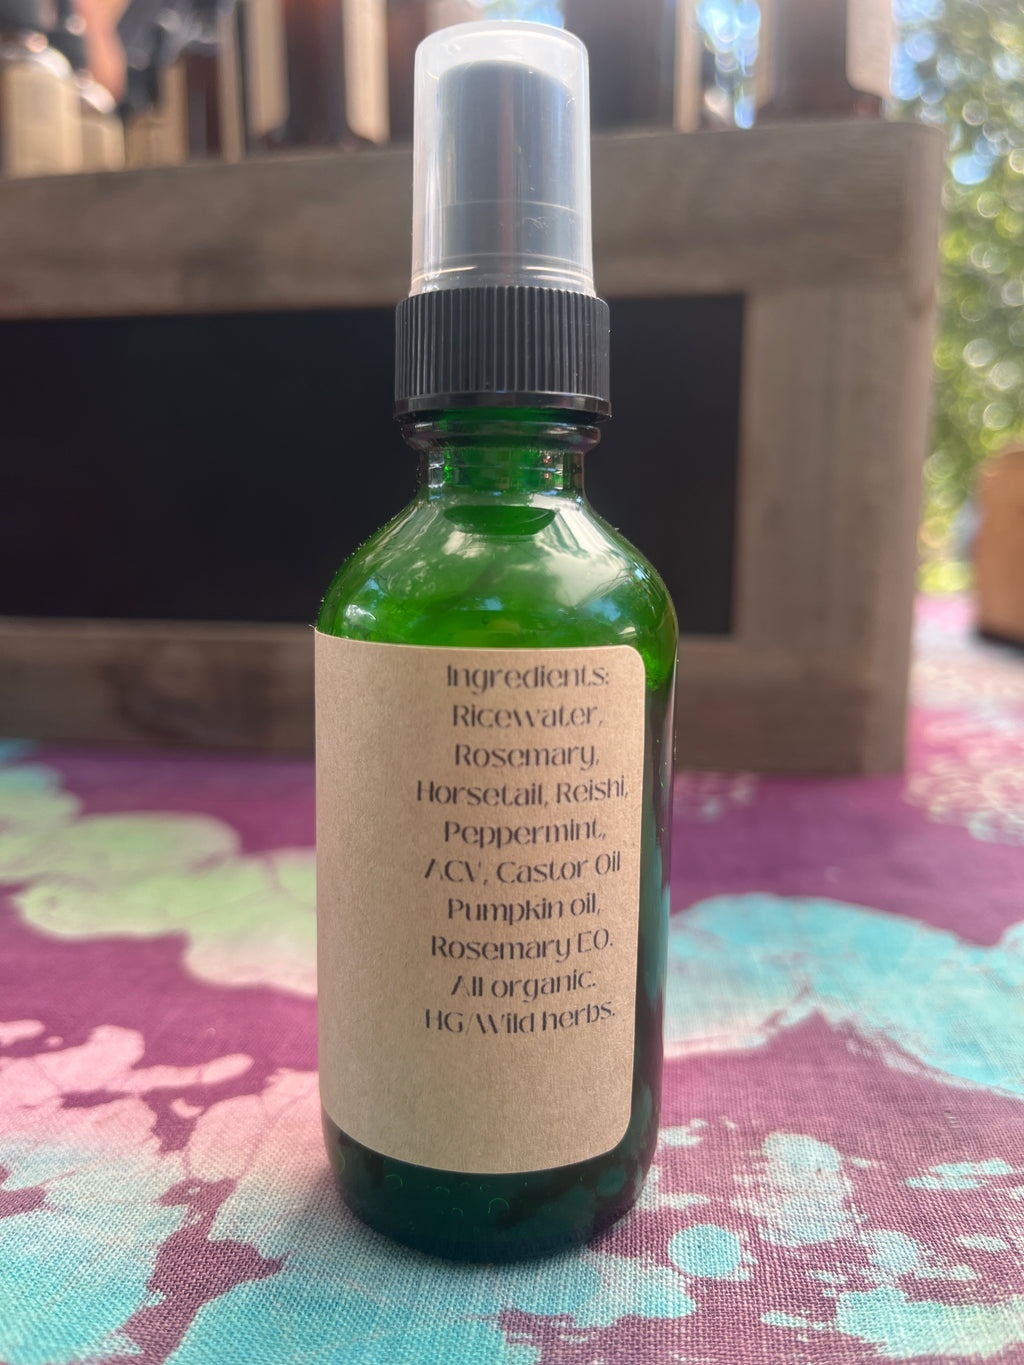 Ingredients:
Ricewater,
Rosemary,
Horsetail, Reishi,
Peppermint,
ACV, Castor Oil
Pumpkin oil,
Rosemary EO.
All organic.
HG/Wild herbs.